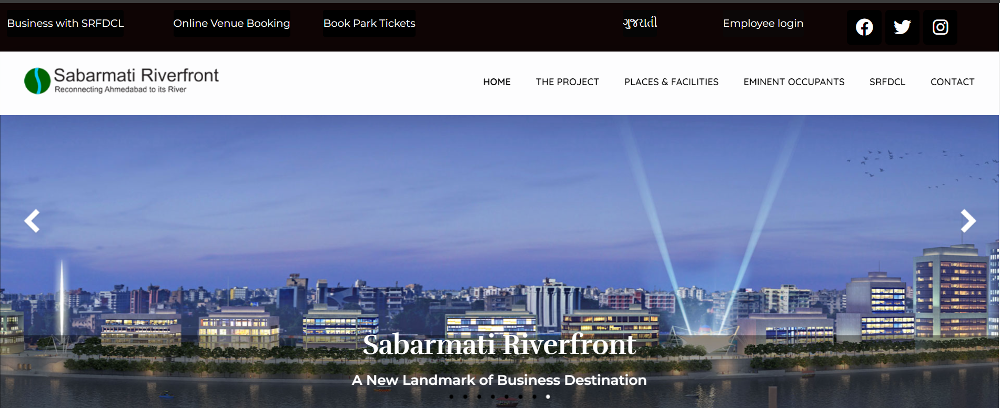 Business with SRFDCL
Online Venue Booking
Book Park Tickets
ગુજરાતી
Employee login
Sabarmati Riverfront
Reconnecting Ahmedabad to its River
HOME
THE PROJECT
PLACES & FACILITIES
EMINENT OCCUPANTS
SRFDCL
CONTACT
Sabarmati Riverfront
A New Landmark of Business Destination